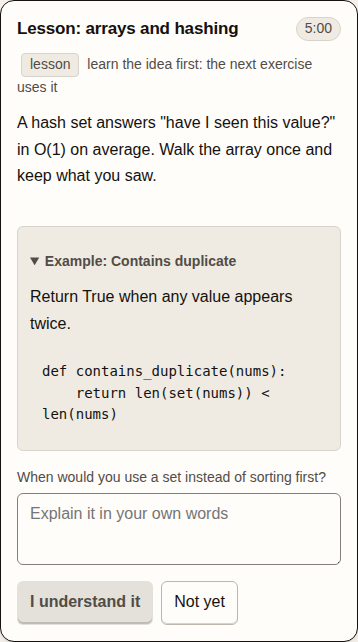 Lesson: arrays and hashing 5:00
lesson learn the idea first: the next exercise
uses it
A hash set answers "have I seen this value?"
in O(1) on average. Walk the array once and
keep what you saw.
▼ Example: Contains duplicate
Return True when any value appears
twice.
def contains_duplicate(nums):
    return len(set(nums)) <
len(nums)
When would you use a set instead of sorting first?
Explain it in your own words
I understand it Not yet